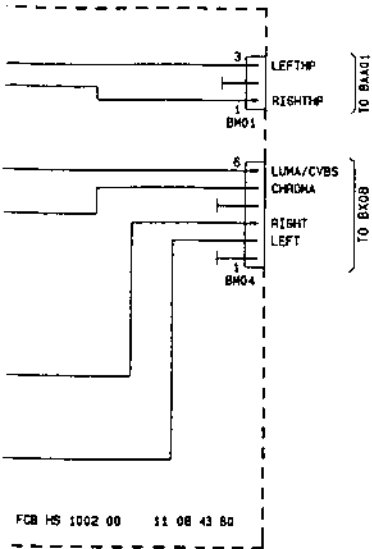 3
LEFTHP
RIGHTHP
1
BM01
TO BAA01
6
LUMA/CVBS
CHROMA
RIGHT
LEFT
1
BM04
TO BX08
FCB HS 1002 00 11 08 43 80